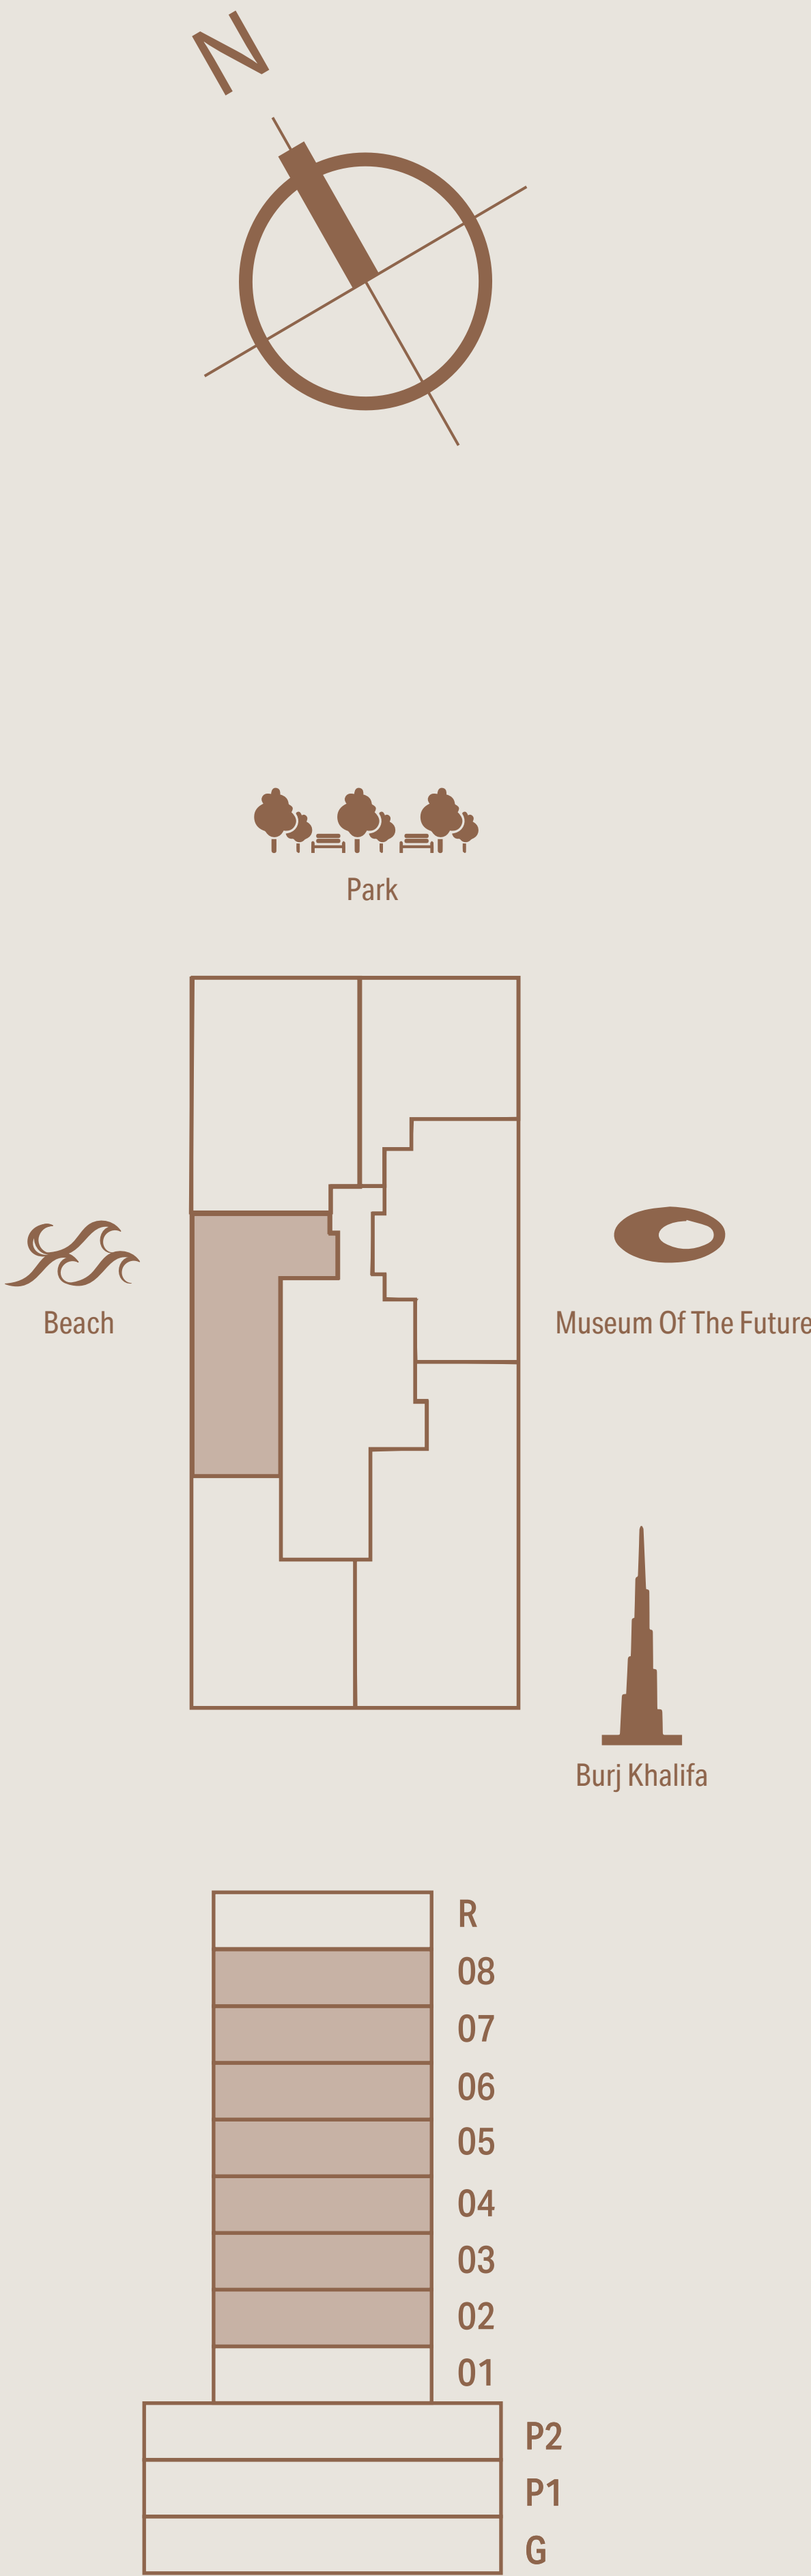 N
Park
Beach
Museum Of The Future
Burj Khalifa
R
08
07
06
05
04
03
02
01
P2
P1
G